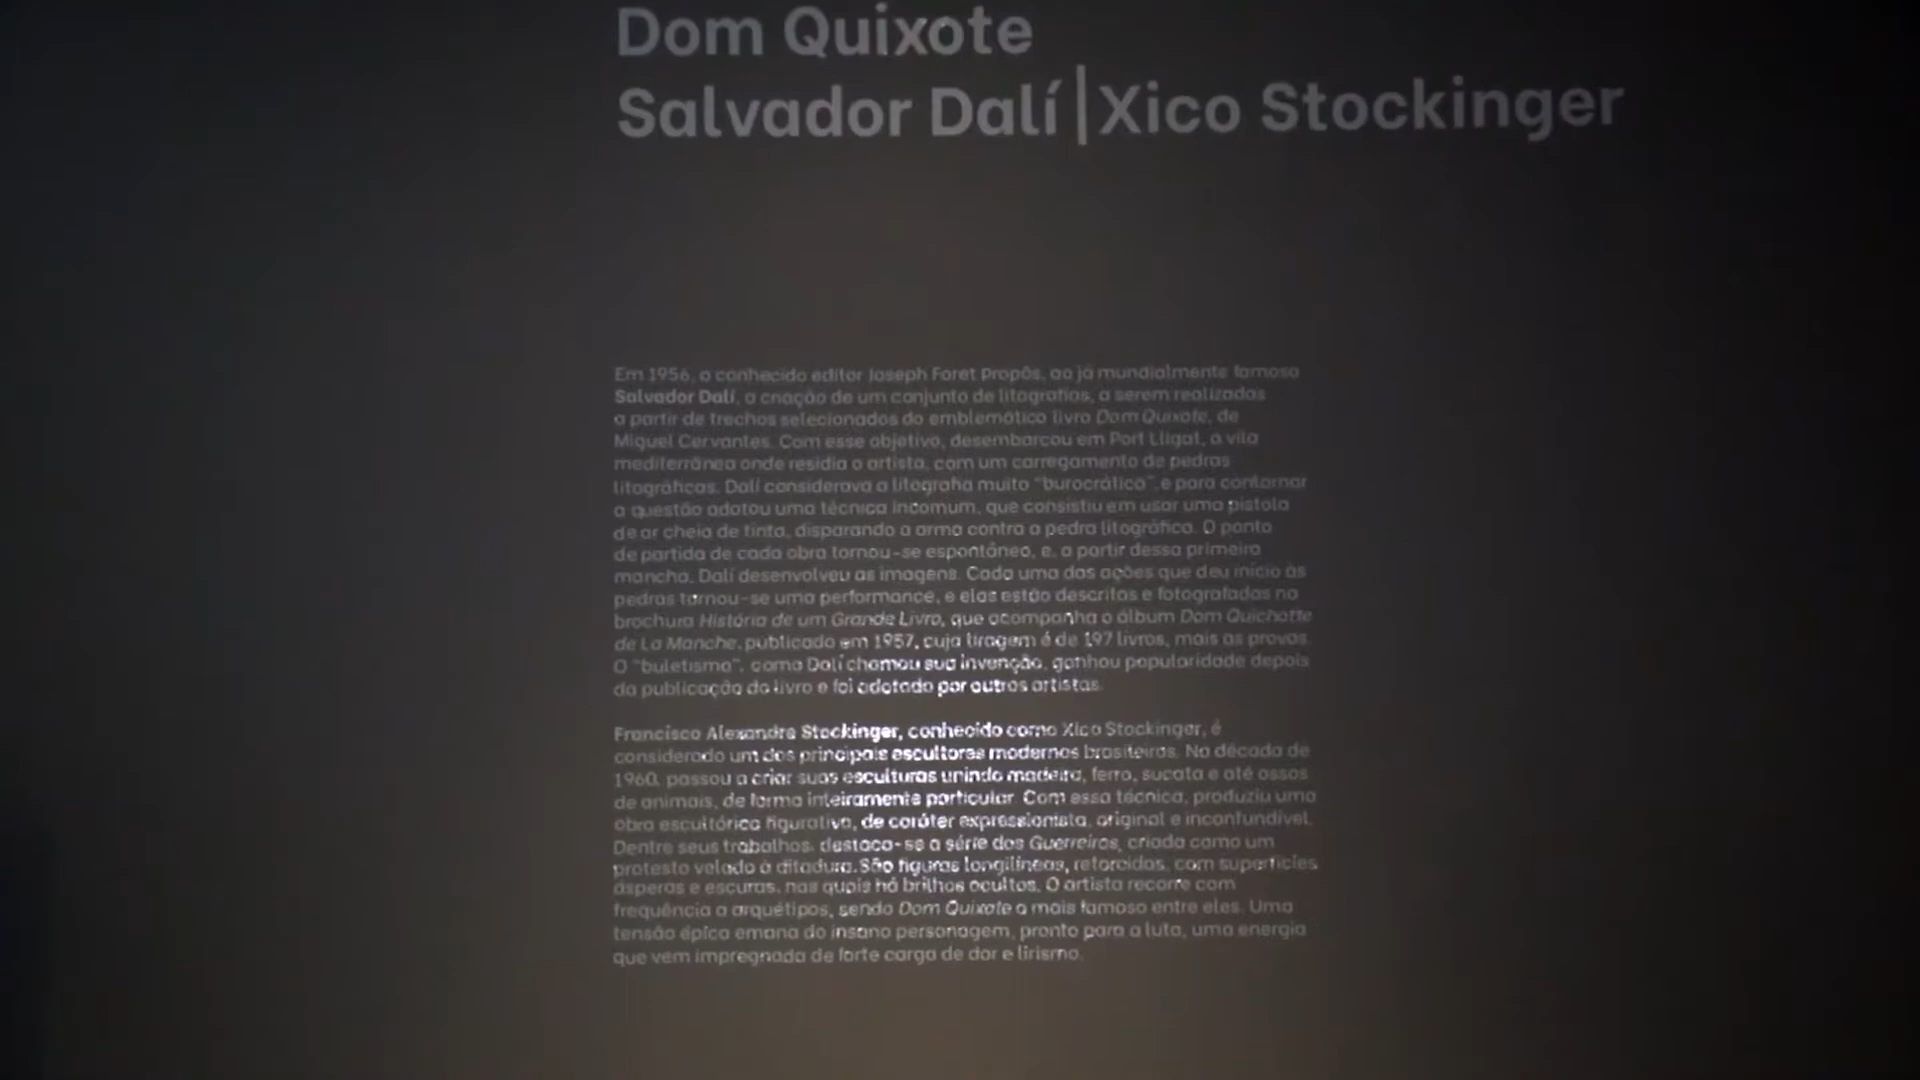 Dom Quixote
Salvador Dalí|Xico Stockinger
Em 1956, o conhecido editor Joseph Foret propôs, ao já mundialmente famoso
Salvador Dalí, a criação de um conjunto de litografias, a serem realizadas
a partir de trechos selecionados do emblemático livro Dom Quixote, de
Miguel Cervantes. Com esse objetivo, desembarcou em Port Lligat, a vila
mediterrânea onde residia o artista, com um carregamento de pedras
litográficas. Dalí considerava a litografia muito "burocrática", e para contornar
a questão adotou uma técnica incomum, que consistiu em usar uma pistola
de ar cheia de tinta, disparando a arma contra a pedra litográfica. O ponto
de partida de cada obra tornou-se espontâneo, e, a partir dessa primeira
mancha, Dalí desenvolveu as imagens. Cada uma das ações que deu início às
pedras tornou-se uma performance, e elas estão descritas e fotografadas na
brochura História de um Grande Livro, que acompanha o álbum Dom Quichotte
de La Manche, publicado em 1957, cuja tiragem é de 197 livros, mais as provas.
O "buletismo", como Dalí chamou sua invenção, ganhou popularidade depois
da publicação do livro e foi adotado por outros artistas.
Francisco Alexandre Stockinger, conhecido como Xico Stockinger, é
considerado um dos principais escultores modernos brasileiros. Na década de
1960, passou a criar suas esculturas unindo madeira, ferro, sucata e até ossos
de animais, de forma inteiramente particular. Com essa técnica, produziu uma
obra escultórica figurativa, de caráter expressionista, original e inconfundível.
Dentre seus trabalhos, destaca-se a série dos Guerreiros, criada como um
protesto velado à ditadura. São figuras longilíneas, retorcidas, com superfícies
ásperas e escuras, nas quais há brilhos ocultos. O artista recorre com
frequência a arquétipos, sendo Dom Quixote o mais famoso entre eles. Uma
tensão épica emana do insano personagem, pronto para a luta, uma energia
que vem impregnada de forte carga de dor e lirismo.